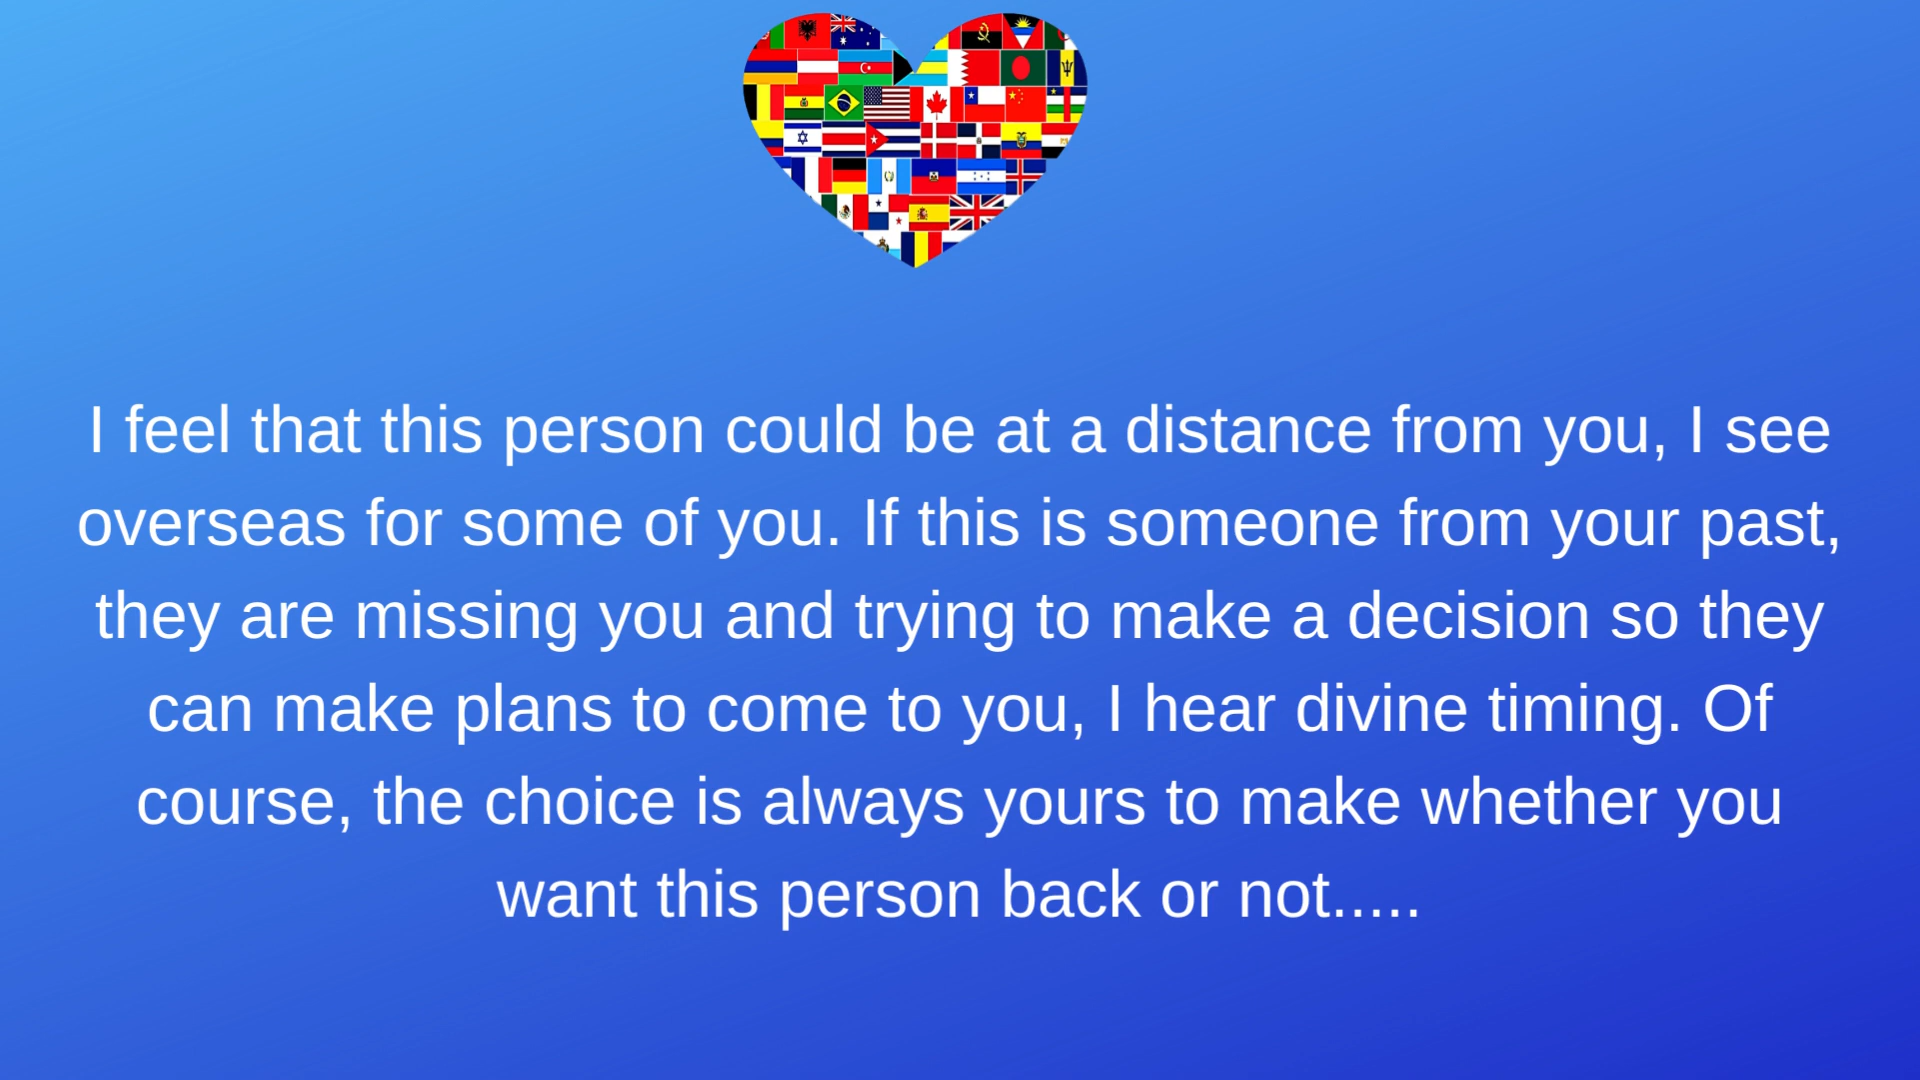 I feel that this person could be at a distance from you, I see
overseas for some of you. If this is someone from your past,
they are missing you and trying to make a decision so they
can make plans to come to you, I hear divine timing. Of
course, the choice is always yours to make whether you
want this person back or not.....